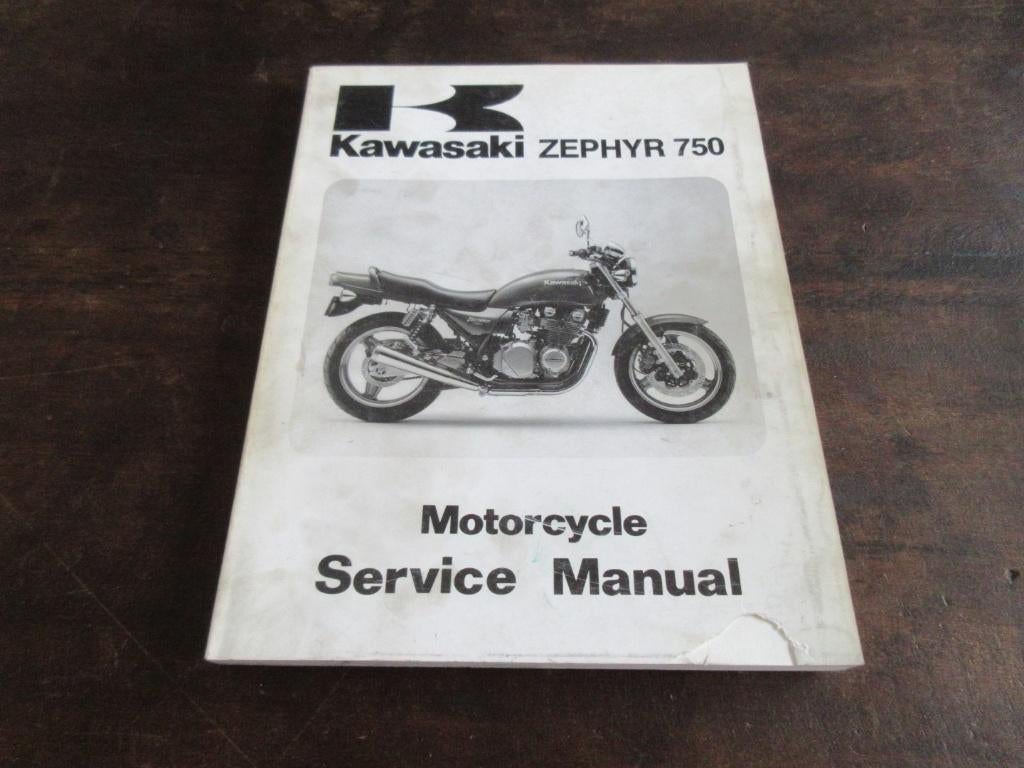 Kawasaki ZEPHYR 750
Kawasaki
Motorcycle
Service Manual